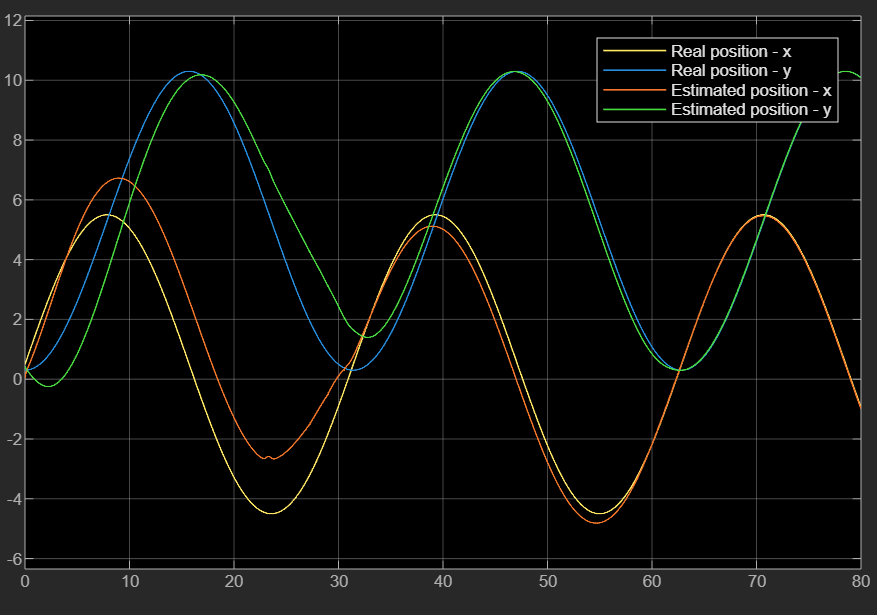 12
10
8
6
4
2
0
-2
-4
-6
0 10 20 30 40 50 60 70 80
Real position - x
Real position - y
Estimated position - x
Estimated position - y